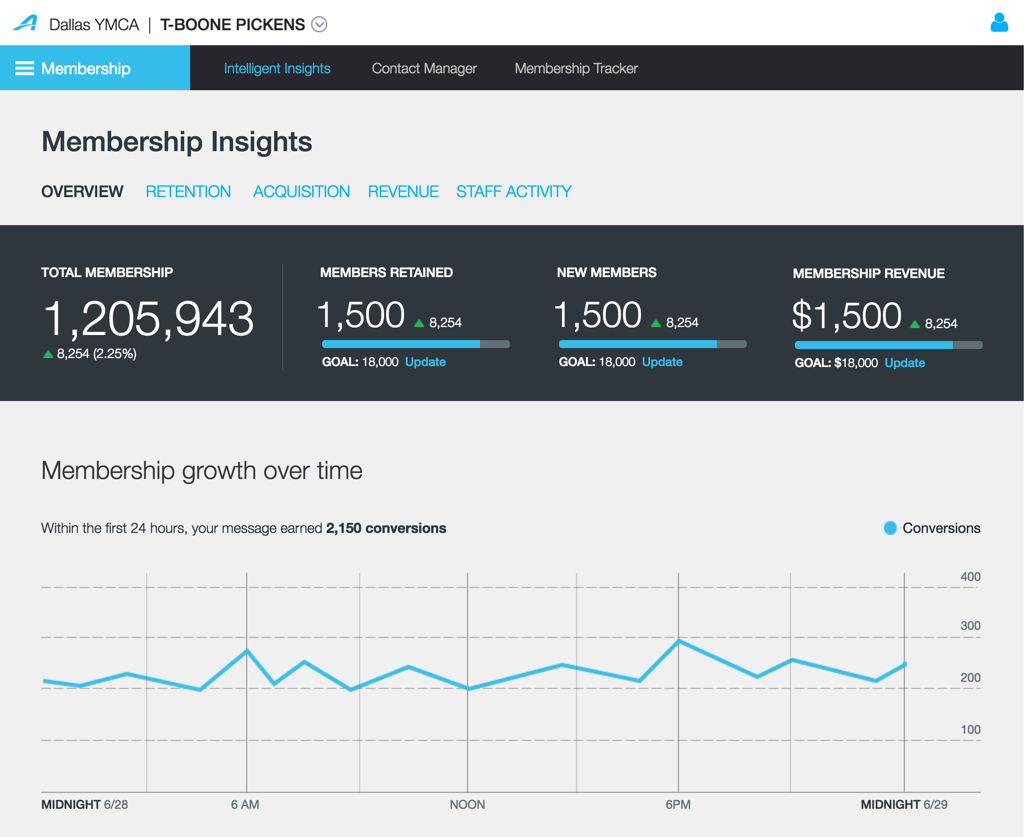 Dallas YMCA | T-BOONE PICKENS
Membership Intelligent Insights Contact Manager Membership Tracker
Membership Insights
OVERVIEW RETENTION ACQUISITION REVENUE STAFF ACTIVITY
TOTAL MEMBERSHIP
1,205,943
8,254 (2.25%)
MEMBERS RETAINED
1,500 8,254
GOAL: 18,000 Update
NEW MEMBERS
1,500 8,254
GOAL: 18,000 Update
MEMBERSHIP REVENUE
$1,500 8,254
GOAL: $18,000 Update
Membership growth over time
Within the first 24 hours, your message earned 2,150 conversions
Conversions
400
300
200
100
MIDNIGHT 6/28 6 AM NOON 6PM MIDNIGHT 6/29